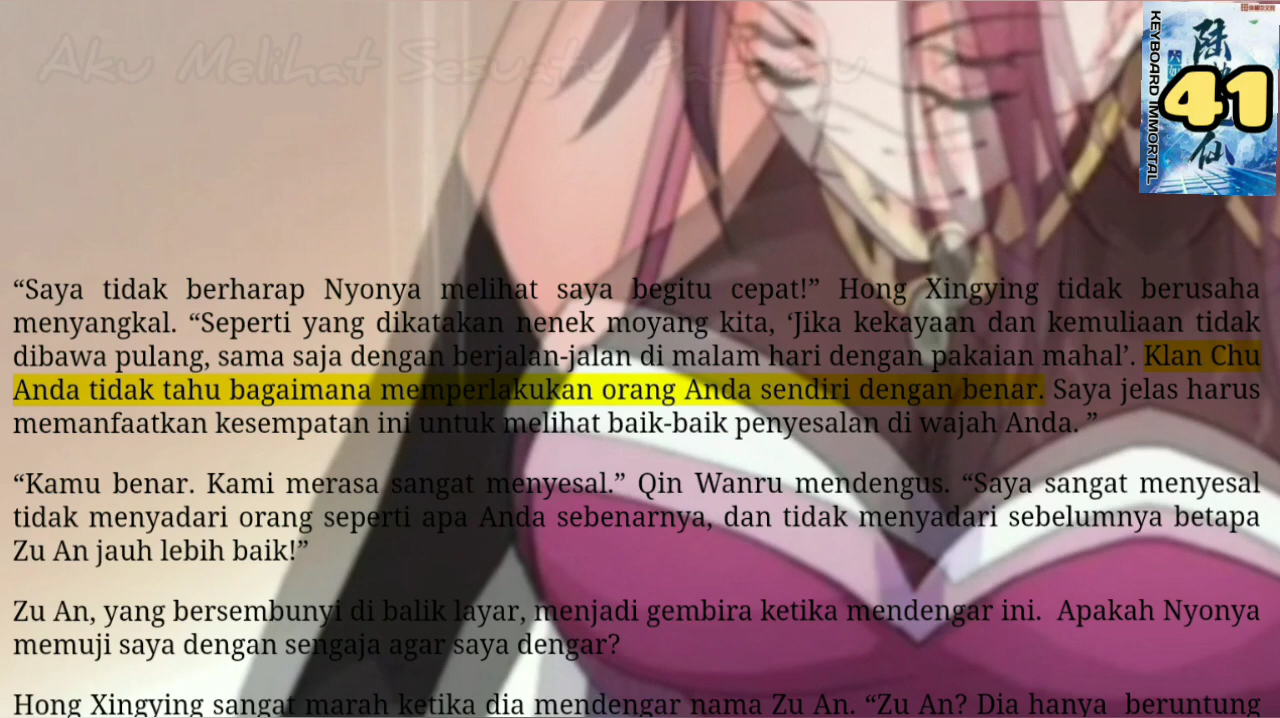 Aku Melihat Sesuatu Padamu
KEYBOARD IMMORTAL
41
仙
“Saya tidak berharap Nyonya melihat saya begitu cepat!” Hong Xingying tidak berusaha
menyangkal. “Seperti yang dikatakan nenek moyang kita, ‘Jika kekayaan dan kemuliaan tidak
dibawa pulang, sama saja dengan berjalan-jalan di malam hari dengan pakaian mahal’. Klan Chu
Anda tidak tahu bagaimana memperlakukan orang Anda sendiri dengan benar. Saya jelas harus
memanfaatkan kesempatan ini untuk melihat baik-baik penyesalan di wajah Anda. ”
“Kamu benar. Kami merasa sangat menyesal.” Qin Wanru mendengus. “Saya sangat menyesal
tidak menyadari orang seperti apa Anda sebenarnya, dan tidak menyadari sebelumnya betapa
Zu An jauh lebih baik!”
Zu An, yang bersembunyi di balik layar, menjadi gembira ketika mendengar ini.  Apakah Nyonya
memuji saya dengan sengaja agar saya dengar?
Hong Xingying sangat marah ketika dia mendengar nama Zu An. “Zu An? Dia hanya  beruntung